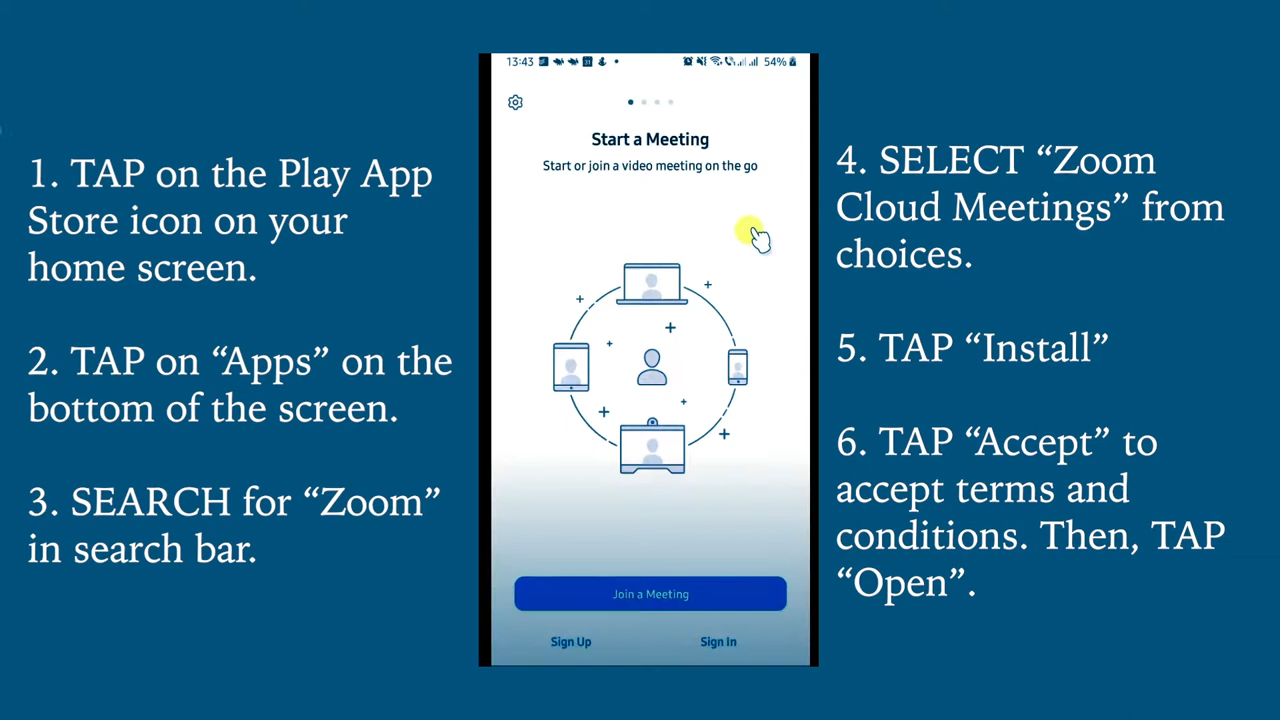 1. TAP on the Play App
Store icon on your
home screen.
2. TAP on “Apps” on the
bottom of the screen.
3. SEARCH for “Zoom”
in search bar.
13:43
54%
Start a Meeting
Start or join a video meeting on the go
Join a Meeting
Sign Up
Sign In
4. SELECT “Zoom
Cloud Meetings” from
choices.
5. TAP “Install”
6. TAP “Accept” to
accept terms and
conditions. Then, TAP
“Open”.